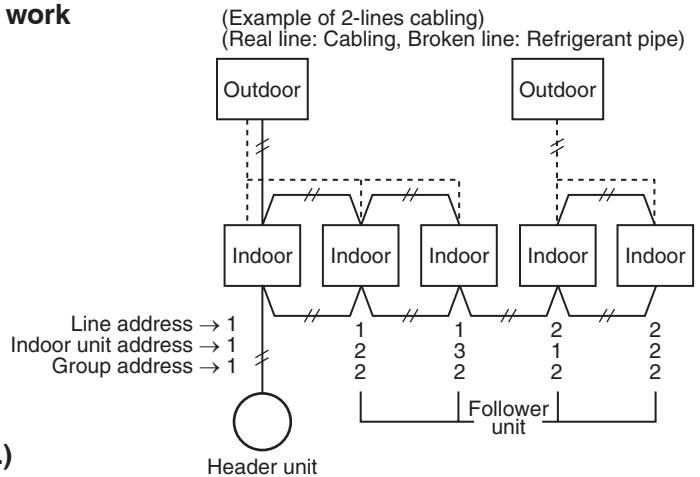 work
(Example of 2-lines cabling)
(Real line: Cabling, Broken line: Refrigerant pipe)
Outdoor Outdoor
Indoor Indoor Indoor Indoor Indoor
Line address → 1 1 1 2 2
Indoor unit address → 1 2 3 1 2
Group address → 1 2 2 2 2
Follower
unit
.)
Header unit